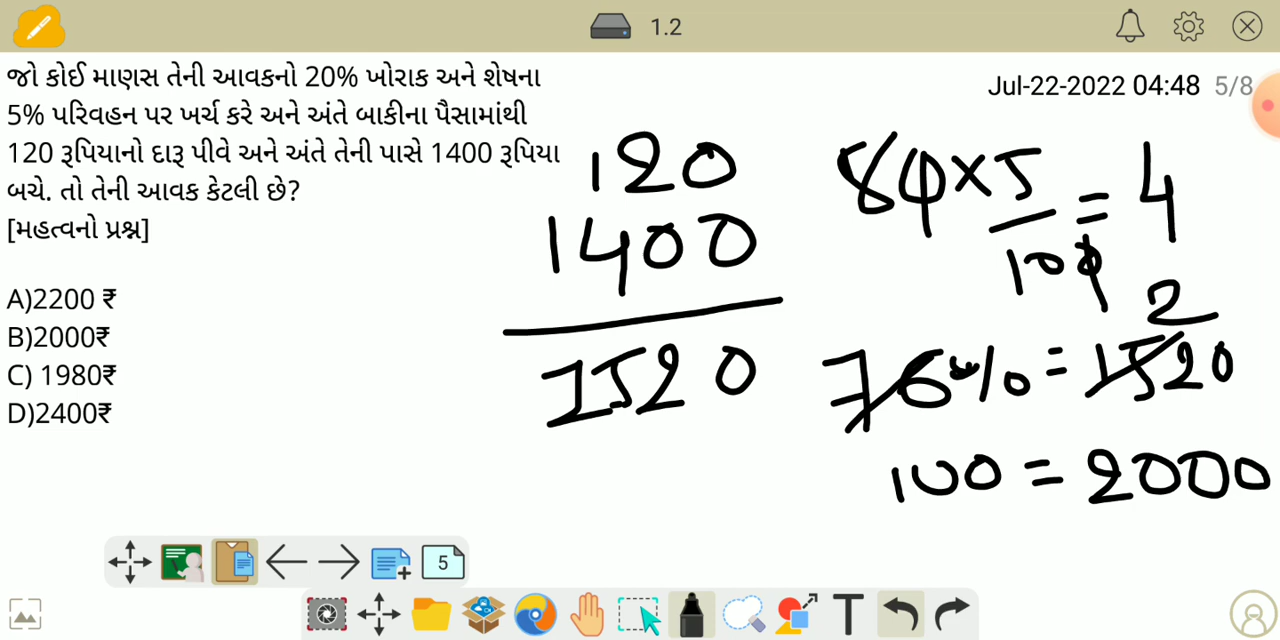 1.2
Jul-22-2022 04:48 5/8
જો કોઈ માણસ તેની આવકનો 20% ખોરાક અને શેષના
5% પરિવહન પર ખર્ચ કરે અને અંતે બાકીના પૈસામાંથી
120 રૂપિયાનો દારૂ પીવે અને અંતે તેની પાસે 1400 રૂપિયા
બચે. તો તેની આવક કેટલી છે?
[મહત્વનો પ્રશ્ન]
A)2200 ₹
B)2000₹
C) 1980₹
D)2400₹
120
1400
1520
84×5/100=4
2
76%=1520
100=2000
5
T